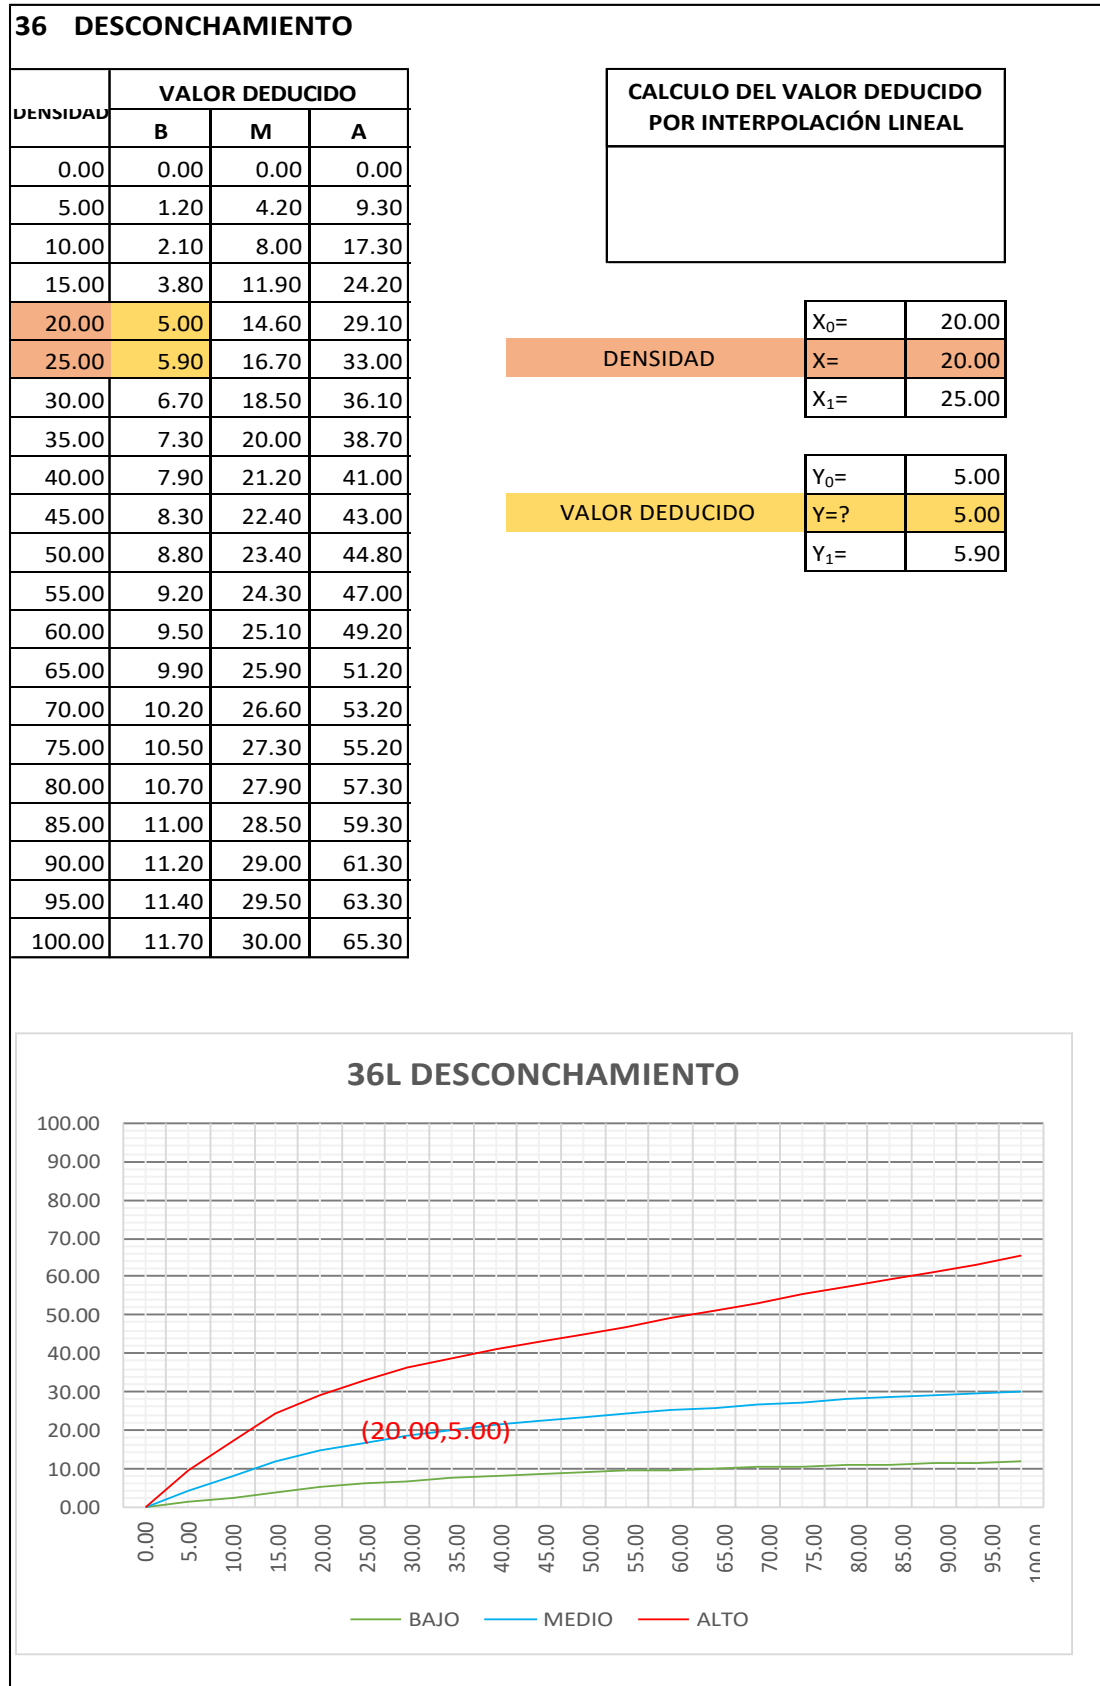 36 DESCONCHAMIENTO
DENSIDAD VALOR DEDUCIDO
B M A
0.00 0.00 0.00 0.00
5.00 1.20 4.20 9.30
10.00 2.10 8.00 17.30
15.00 3.80 11.90 24.20
20.00 5.00 14.60 29.10
25.00 5.90 16.70 33.00
30.00 6.70 18.50 36.10
35.00 7.30 20.00 38.70
40.00 7.90 21.20 41.00
45.00 8.30 22.40 43.00
50.00 8.80 23.40 44.80
55.00 9.20 24.30 47.00
60.00 9.50 25.10 49.20
65.00 9.90 25.90 51.20
70.00 10.20 26.60 53.20
75.00 10.50 27.30 55.20
80.00 10.70 27.90 57.30
85.00 11.00 28.50 59.30
90.00 11.20 29.00 61.30
95.00 11.40 29.50 63.30
100.00 11.70 30.00 65.30
CALCULO DEL VALOR DEDUCIDO
POR INTERPOLACIÓN LINEAL
X₀= 20.00
DENSIDAD X= 20.00
X₁= 25.00
Y₀= 5.00
VALOR DEDUCIDO Y=? 5.00
Y₁= 5.90
36L DESCONCHAMIENTO
100.00
90.00
80.00
70.00
60.00
50.00
40.00
30.00
20.00
10.00
0.00
(20.00,5.00)
0.00 5.00 10.00 15.00 20.00 25.00 30.00 35.00 40.00 45.00 50.00 55.00 60.00 65.00 70.00 75.00 80.00 85.00 90.00 95.00 100.00
BAJO MEDIO ALTO